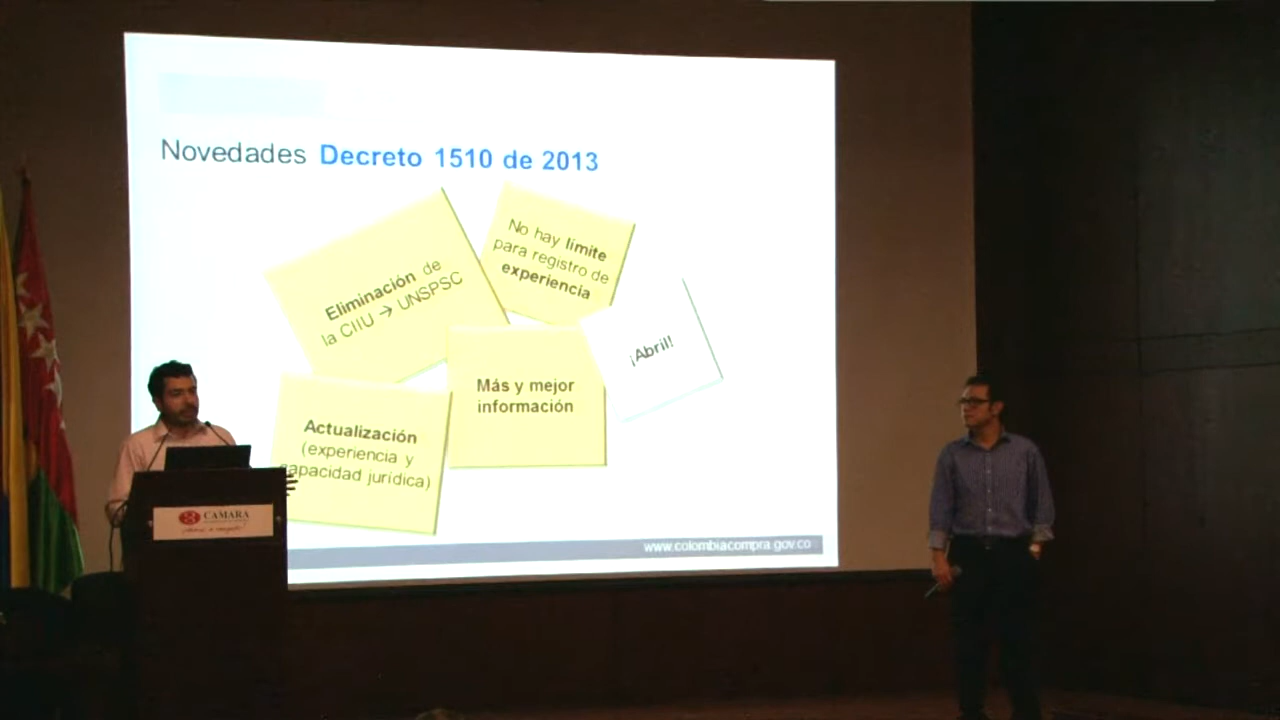 Novedades Decreto 1510 de 2013
Eliminación de
la CIIU → UNSPSC
No hay límite
para registro de
experiencia
¡Abril!
Más y mejor
información
Actualización
(experiencia y
capacidad jurídica)
www.colombiacompra.gov.co
CAMARA